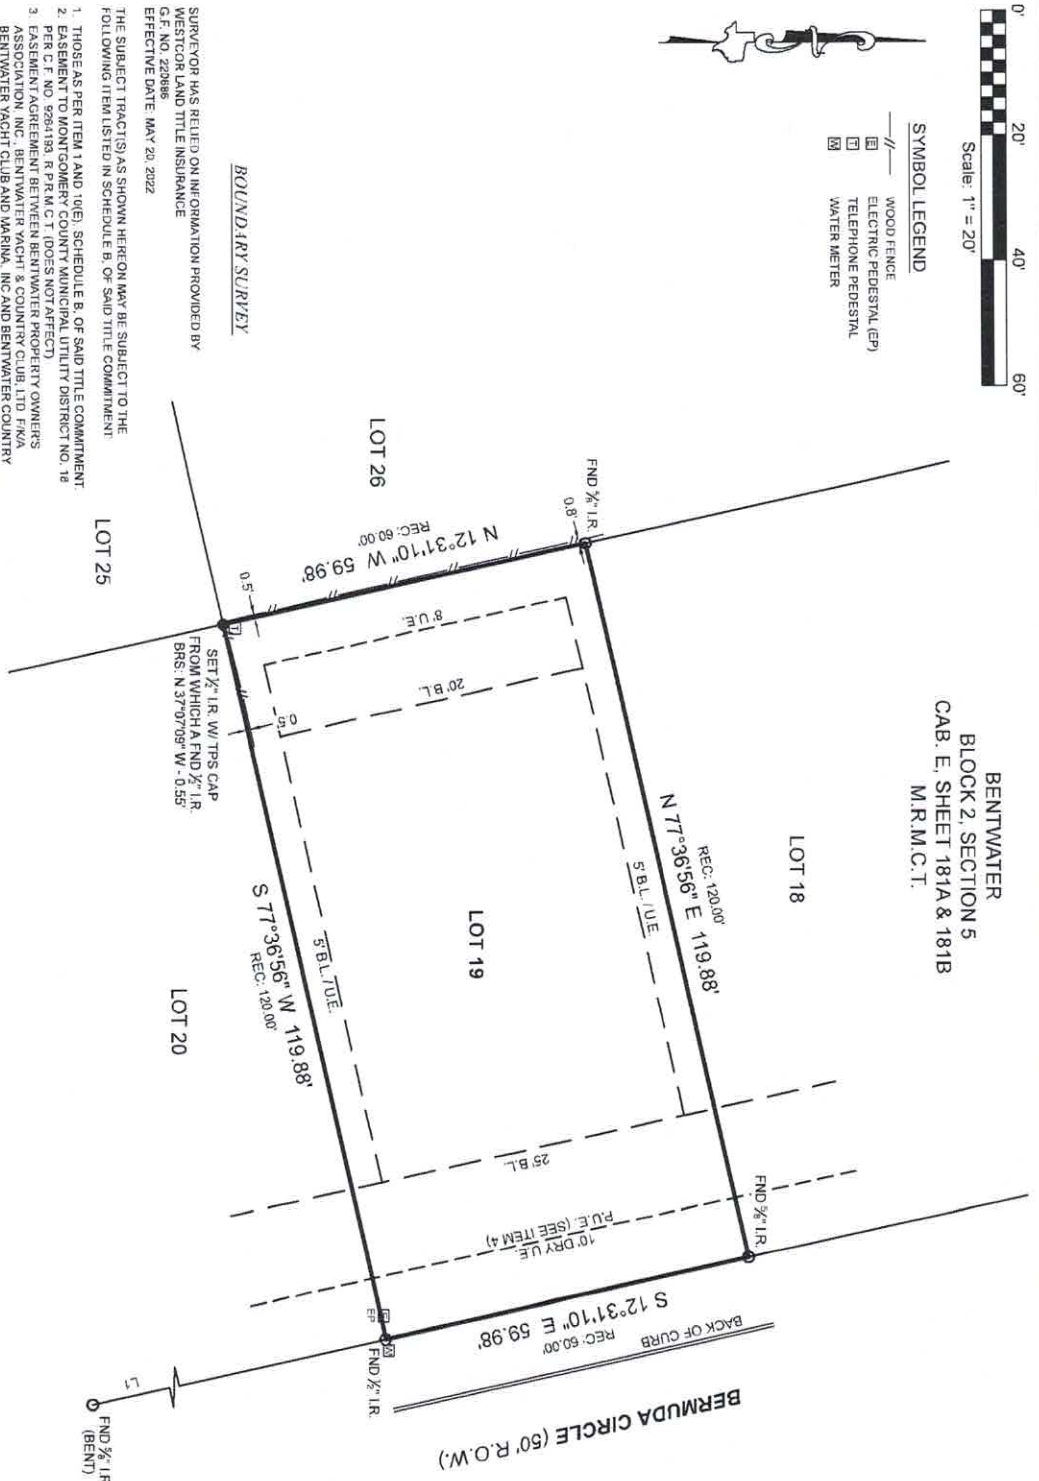 0' 20' 40' 60'
Scale: 1" = 20'
SYMBOL LEGEND
WOOD FENCE
E ELECTRIC PEDESTAL (EP)
T TELEPHONE PEDESTAL
W WATER METER
BENTWATER
BLOCK 2, SECTION 5
CAB. E, SHEET 181A & 181B
M.R.M.C.T.
BOUNDARY SURVEY
SURVEYOR HAS RELIED ON INFORMATION PROVIDED BY
WESTCOR LAND TITLE INSURANCE
G.F. NO. 220686
EFFECTIVE DATE: MAY 20, 2022
THE SUBJECT TRACT(S) AS SHOWN HEREON MAY BE SUBJECT TO THE
FOLLOWING ITEM LISTED IN SCHEDULE B, OF SAID TITLE COMMITMENT
1. THOSE AS PER ITEM 1 AND 10(E), SCHEDULE B, OF SAID TITLE COMMITMENT.
2. EASEMENT TO MONTGOMERY COUNTY MUNICIPAL UTILITY DISTRICT NO. 18
PER C.F. NO. 9264193, R.P.R.M.C.T. (DOES NOT AFFECT)
3. EASEMENT AGREEMENT BETWEEN BENTWATER PROPERTY OWNER'S
ASSOCIATION, INC., BENTWATER YACHT & COUNTRY CLUB, LTD. F/K/A
BENTWATER YACHT CLUB AND MARINA, INC AND BENTWATER COUNTRY
LOT 18
FND ⅝" I.R.
0.8'
LOT 26
N 12°31'10" W 59.98'
REC: 60.00'
REC: 120.00'
N 77°36'56" E 119.88'
5' B.L. / U.E.
8' U.E.
20' B.L.
LOT 19
0.5'
0.5'
T
LOT 25
SET ½" I.R. W/ TPS CAP
FROM WHICH A FND ½" I.R.
BRS: N 37°07'09" W - 0.55'
5' B.L. / U.E.
S 77°36'56" W 119.88'
REC: 120.00'
LOT 20
25' B.L.
10' DRY U.E.
P.U.E. (SEE ITEM 4)
FND ⅝" I.R.
S 12°31'10" E 59.98'
REC: 60.00'
BACK OF CURB
BERMUDA CIRCLE (50' R.O.W.)
E
EP
W
FND ½" I.R.
L1
FND ⅝" I.R.
(BENT)